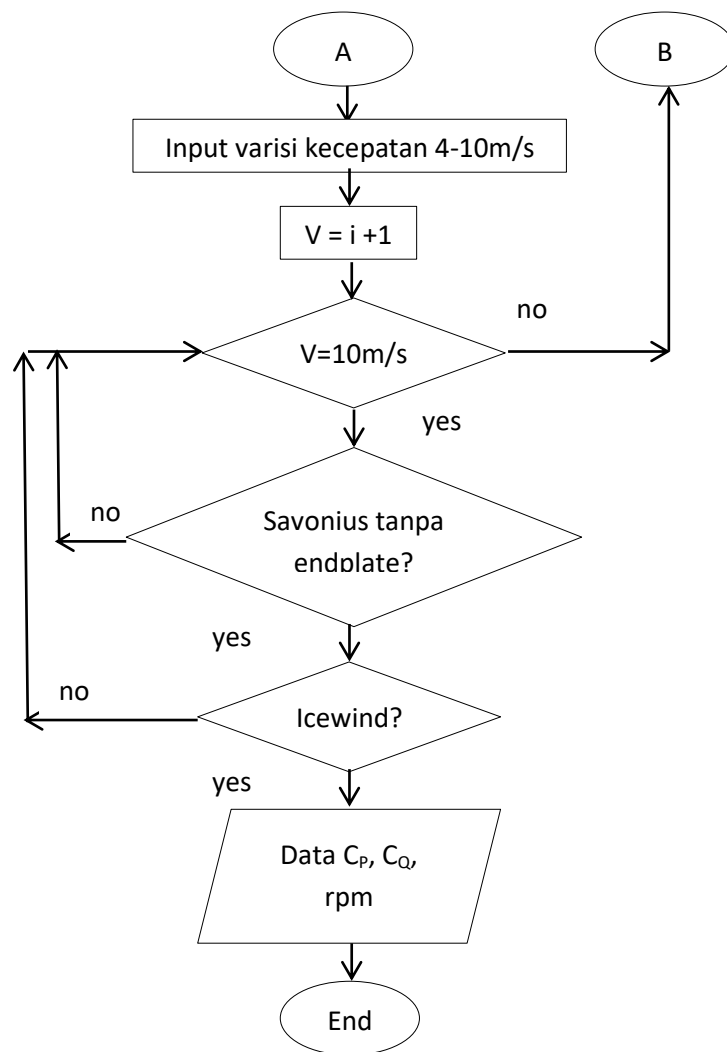 A
B
Input varisi kecepatan 4-10m/s
V = i +1
no
V=10m/s
yes
no
Savonius tanpa
endplate?
yes
no
Icewind?
yes
Data CP, CQ,
rpm
End